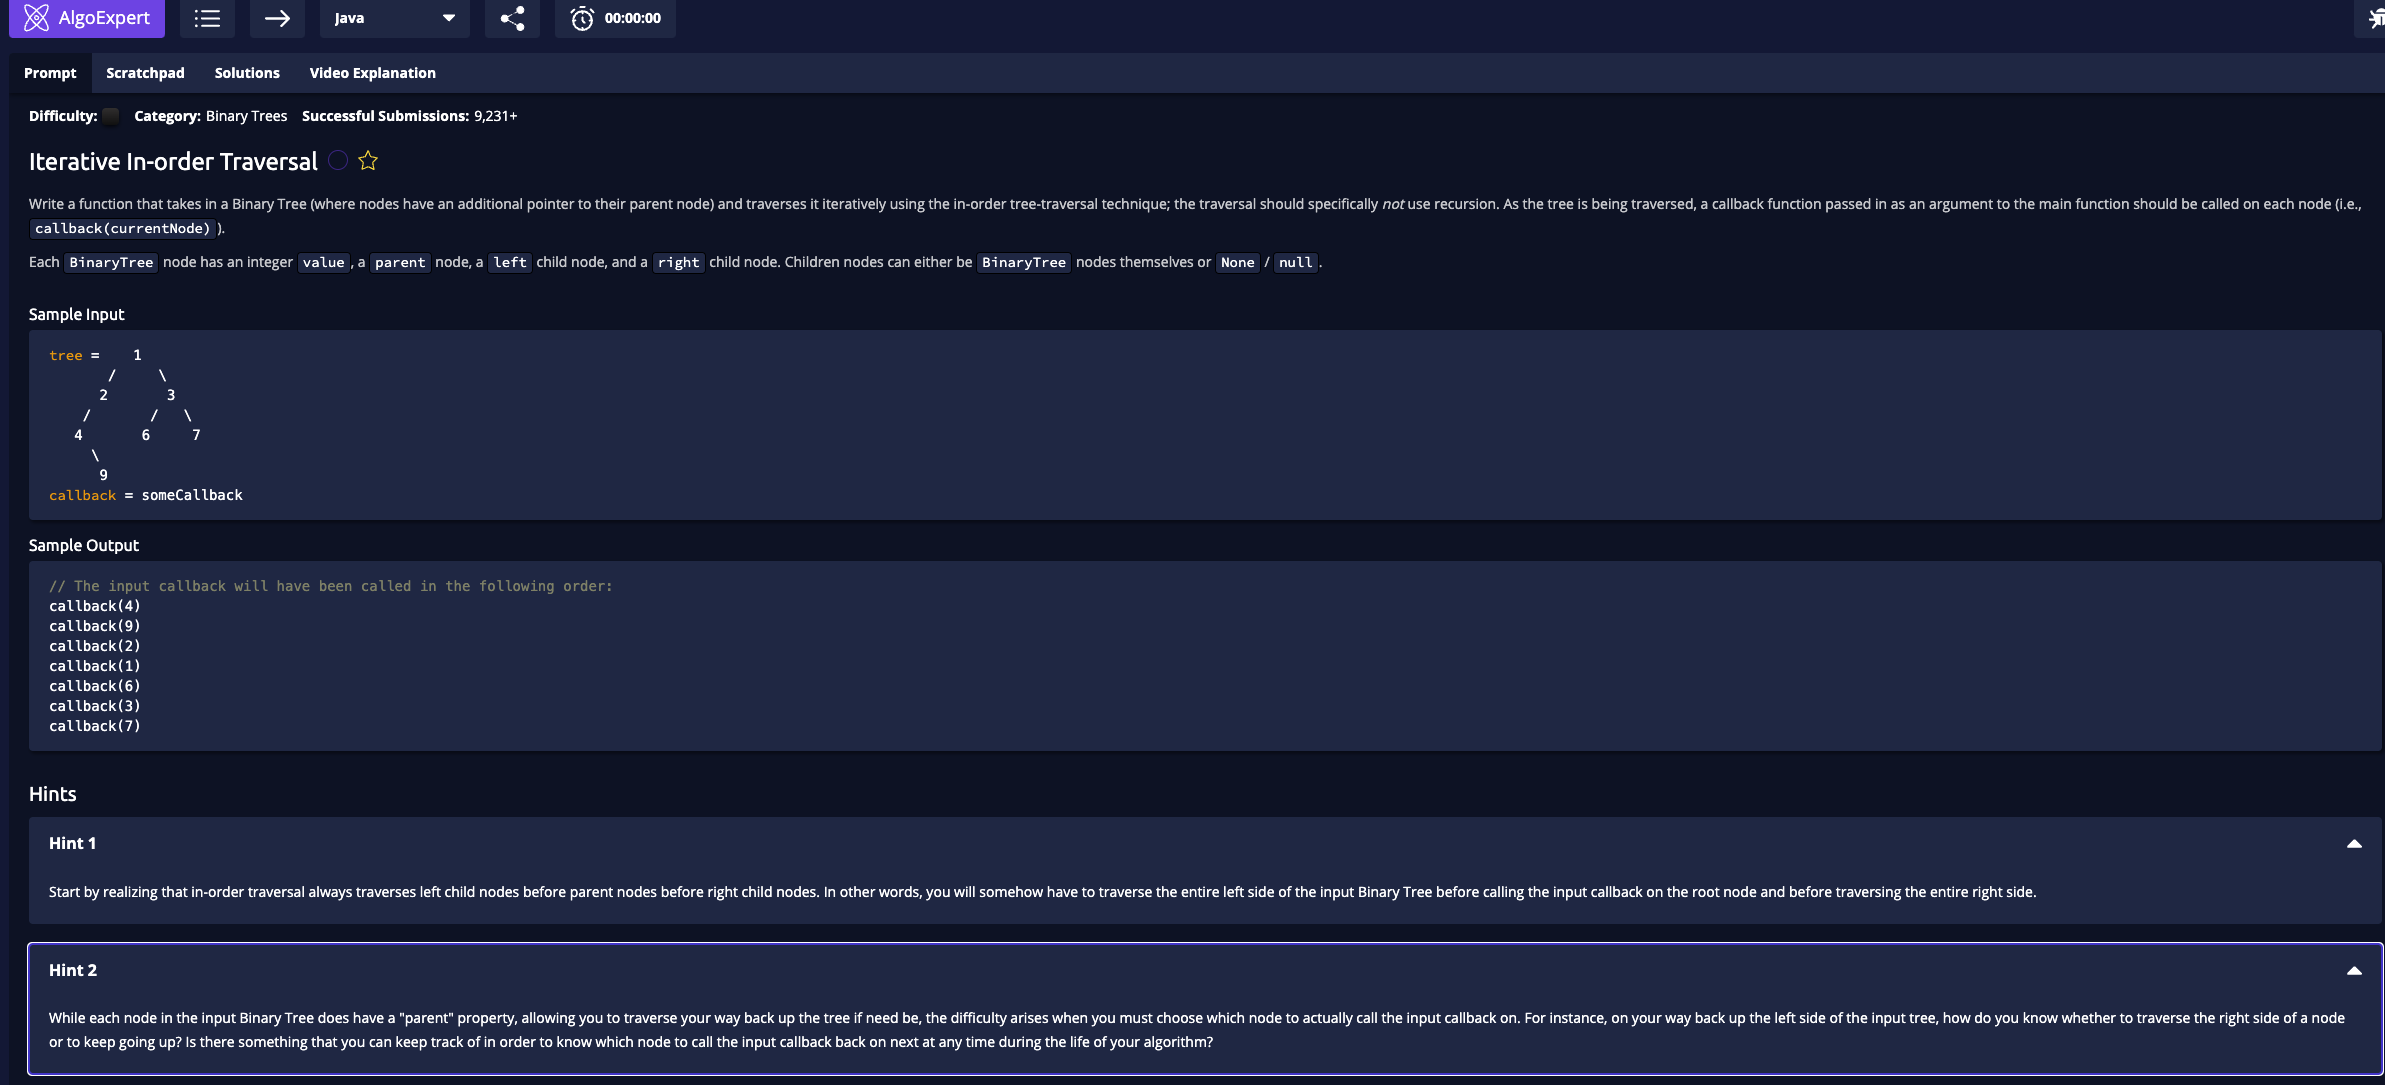 AlgoExpert Java 00:00:00
Prompt Scratchpad Solutions Video Explanation
Difficulty: Category: Binary Trees Successful Submissions: 9,231+
Iterative In-order Traversal
Write a function that takes in a Binary Tree (where nodes have an additional pointer to their parent node) and traverses it iteratively using the in-order tree-traversal technique; the traversal should specifically not use recursion. As the tree is being traversed, a callback function passed in as an argument to the main function should be called on each node (i.e.,
callback(currentNode) ).
Each BinaryTree node has an integer value , a parent node, a left child node, and a right child node. Children nodes can either be BinaryTree nodes themselves or None / null .
Sample Input
tree =    1
       /     \
      2       3
    /       /   \
   4       6     7
     \
      9
callback = someCallback
Sample Output
// The input callback will have been called in the following order:
callback(4)
callback(9)
callback(2)
callback(1)
callback(6)
callback(3)
callback(7)
Hints
Hint 1
Start by realizing that in-order traversal always traverses left child nodes before parent nodes before right child nodes. In other words, you will somehow have to traverse the entire left side of the input Binary Tree before calling the input callback on the root node and before traversing the entire right side.
Hint 2
While each node in the input Binary Tree does have a "parent" property, allowing you to traverse your way back up the tree if need be, the difficulty arises when you must choose which node to actually call the input callback on. For instance, on your way back up the left side of the input tree, how do you know whether to traverse the right side of a node
or to keep going up? Is there something that you can keep track of in order to know which node to call the input callback back on next at any time during the life of your algorithm?